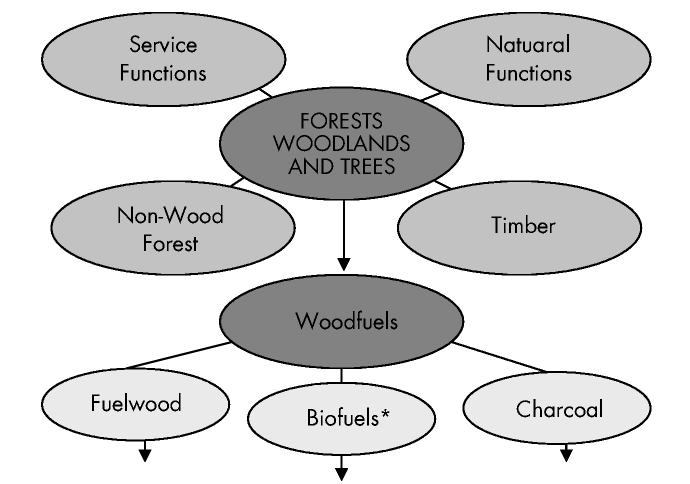 Service
Functions
Natuaral
Functions
FORESTS
WOODLANDS
AND TREES
Non-Wood
Forest
Timber
Woodfuels
Fuelwood
Biofuels*
Charcoal